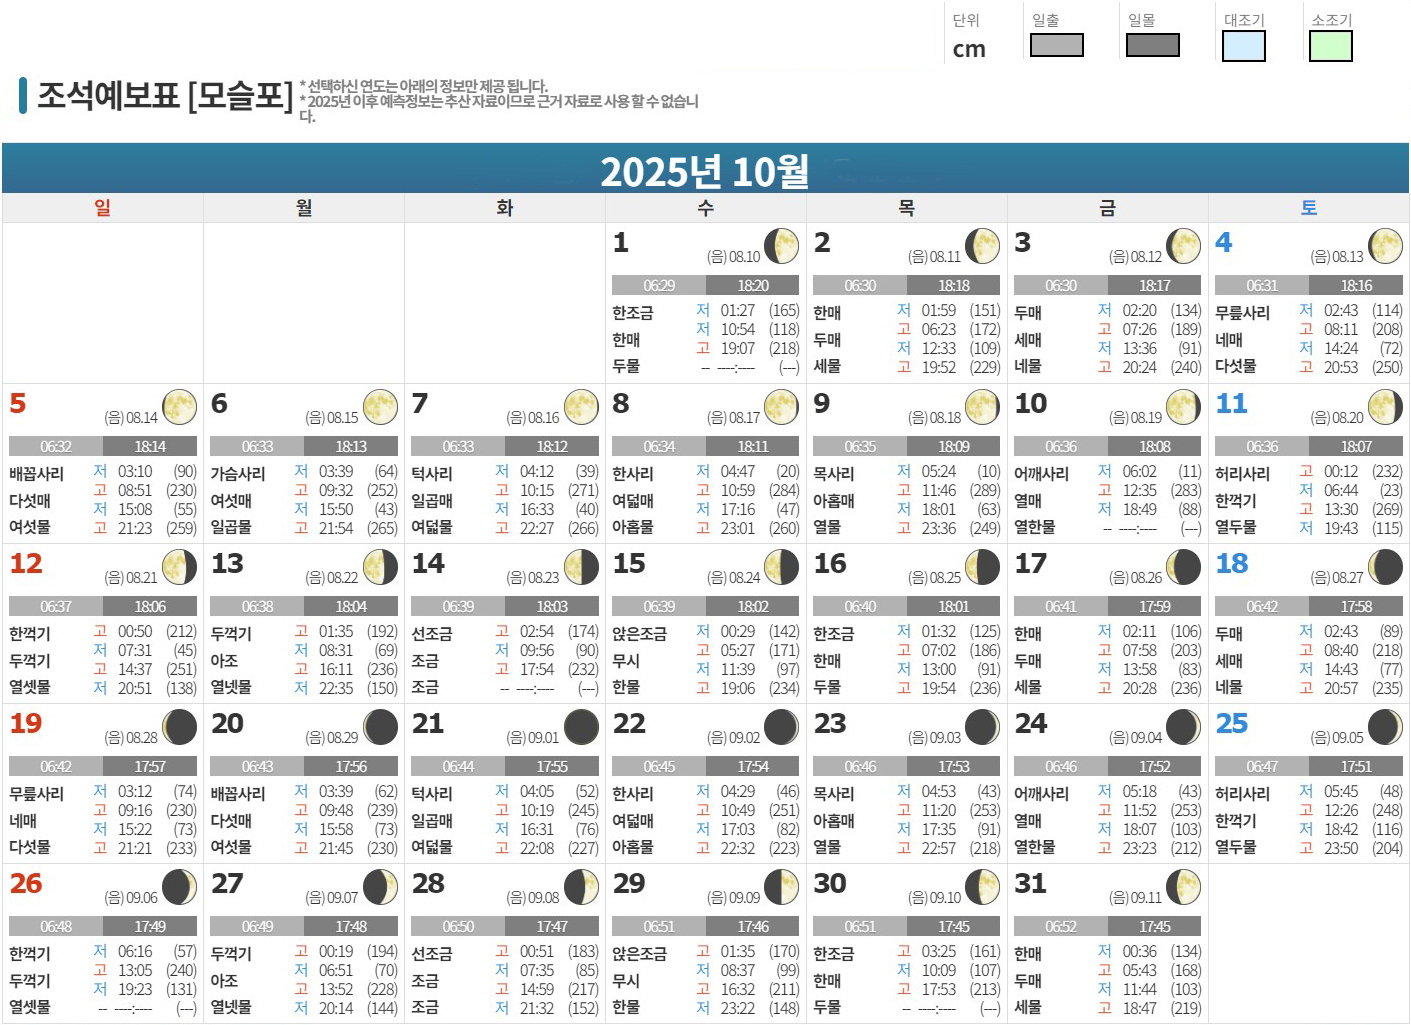 단위 일출 일몰 대조기 소조기
cm
조석예보표 [모슬포]
* 선택하신 연도는 아래의 정보만 제공 됩니다.
* 2025년 이후 예측정보는 추산 자료이므로 근거 자료로 사용 할 수 없습니
다.
2025년 10월
일 월 화 수 목 금 토
1 (음) 08.10
06:29 18:20
한조금
한매
두물
저 01:27 (165)
저 10:54 (118)
고 19:07 (218)
-- ----:---- (---)
2 (음) 08.11
06:30 18:18
한매
두매
세물
저 01:59 (151)
고 06:23 (172)
저 12:33 (109)
고 19:52 (229)
3 (음) 08.12
06:30 18:17
두매
세매
네물
저 02:20 (134)
고 07:26 (189)
저 13:36 (91)
고 20:24 (240)
4 (음) 08.13
06:31 18:16
무릎사리
네매
다섯물
저 02:43 (114)
고 08:11 (208)
저 14:24 (72)
고 20:53 (250)
5 (음) 08.14
06:32 18:14
배꼽사리
다섯매
여섯물
저 03:10 (90)
고 08:51 (230)
저 15:08 (55)
고 21:23 (259)
6 (음) 08.15
06:33 18:13
가슴사리
여섯매
일곱물
저 03:39 (64)
고 09:32 (252)
저 15:50 (43)
고 21:54 (265)
7 (음) 08.16
06:33 18:12
턱사리
일곱매
여덟물
저 04:12 (39)
고 10:15 (271)
저 16:33 (40)
고 22:27 (266)
8 (음) 08.17
06:34 18:11
한사리
여덟매
아홉물
저 04:47 (20)
고 10:59 (284)
저 17:16 (47)
고 23:01 (260)
9 (음) 08.18
06:35 18:09
목사리
아홉매
열물
저 05:24 (10)
고 11:46 (289)
저 18:01 (63)
고 23:36 (249)
10 (음) 08.19
06:36 18:08
어깨사리
열매
열한물
저 06:02 (11)
고 12:35 (283)
저 18:49 (88)
-- ----:---- (---)
11 (음) 08.20
06:36 18:07
허리사리
한꺽기
열두물
고 00:12 (232)
저 06:44 (23)
고 13:30 (269)
저 19:43 (115)
12 (음) 08.21
06:37 18:06
한꺽기
두꺽기
열셋물
고 00:50 (212)
저 07:31 (45)
고 14:37 (251)
저 20:51 (138)
13 (음) 08.22
06:38 18:04
두꺽기
아조
열넷물
고 01:35 (192)
저 08:31 (69)
고 16:11 (236)
저 22:35 (150)
14 (음) 08.23
06:39 18:03
선조금
조금
조금
고 02:54 (174)
저 09:56 (90)
고 17:54 (232)
-- ----:---- (---)
15 (음) 08.24
06:39 18:02
앉은조금
무시
한물
저 00:29 (142)
고 05:27 (171)
저 11:39 (97)
고 19:06 (234)
16 (음) 08.25
06:40 18:01
한조금
한매
두물
저 01:32 (125)
고 07:02 (186)
저 13:00 (91)
고 19:54 (236)
17 (음) 08.26
06:41 17:59
한매
두매
세물
저 02:11 (106)
고 07:58 (203)
저 13:58 (83)
고 20:28 (236)
18 (음) 08.27
06:42 17:58
두매
세매
네물
저 02:43 (89)
고 08:40 (218)
저 14:43 (77)
고 20:57 (235)
19 (음) 08.28
06:42 17:57
무릎사리
네매
다섯물
저 03:12 (74)
고 09:16 (230)
저 15:22 (73)
고 21:21 (233)
20 (음) 08.29
06:43 17:56
배꼽사리
다섯매
여섯물
저 03:39 (62)
고 09:48 (239)
저 15:58 (73)
고 21:45 (230)
21 (음) 09.01
06:44 17:55
턱사리
일곱매
여덟물
저 04:05 (52)
고 10:19 (245)
저 16:31 (76)
고 22:08 (227)
22 (음) 09.02
06:45 17:54
한사리
여덟매
아홉물
저 04:29 (46)
고 10:49 (251)
저 17:03 (82)
고 22:32 (223)
23 (음) 09.03
06:46 17:53
목사리
아홉매
열물
저 04:53 (43)
고 11:20 (253)
저 17:35 (91)
고 22:57 (218)
24 (음) 09.04
06:46 17:52
어깨사리
열매
열한물
저 05:18 (43)
고 11:52 (253)
저 18:07 (103)
고 23:23 (212)
25 (음) 09.05
06:47 17:51
허리사리
한꺽기
열두물
저 05:45 (48)
고 12:26 (248)
저 18:42 (116)
고 23:50 (204)
26 (음) 09.06
06:48 17:49
한꺽기
두꺽기
열셋물
저 06:16 (57)
고 13:05 (240)
저 19:23 (131)
-- ----:---- (---)
27 (음) 09.07
06:49 17:48
두꺽기
아조
열넷물
고 00:19 (194)
저 06:51 (70)
고 13:52 (228)
저 20:14 (144)
28 (음) 09.08
06:50 17:47
선조금
조금
조금
고 00:51 (183)
저 07:35 (85)
고 14:59 (217)
저 21:32 (152)
29 (음) 09.09
06:51 17:46
앉은조금
무시
한물
고 01:35 (170)
저 08:37 (99)
고 16:32 (211)
저 23:22 (148)
30 (음) 09.10
06:51 17:45
한조금
한매
두물
고 03:25 (161)
저 10:09 (107)
고 17:53 (213)
-- ----:---- (---)
31 (음) 09.11
06:52 17:45
한매
두매
세물
저 00:36 (134)
고 05:43 (168)
저 11:44 (103)
고 18:47 (219)